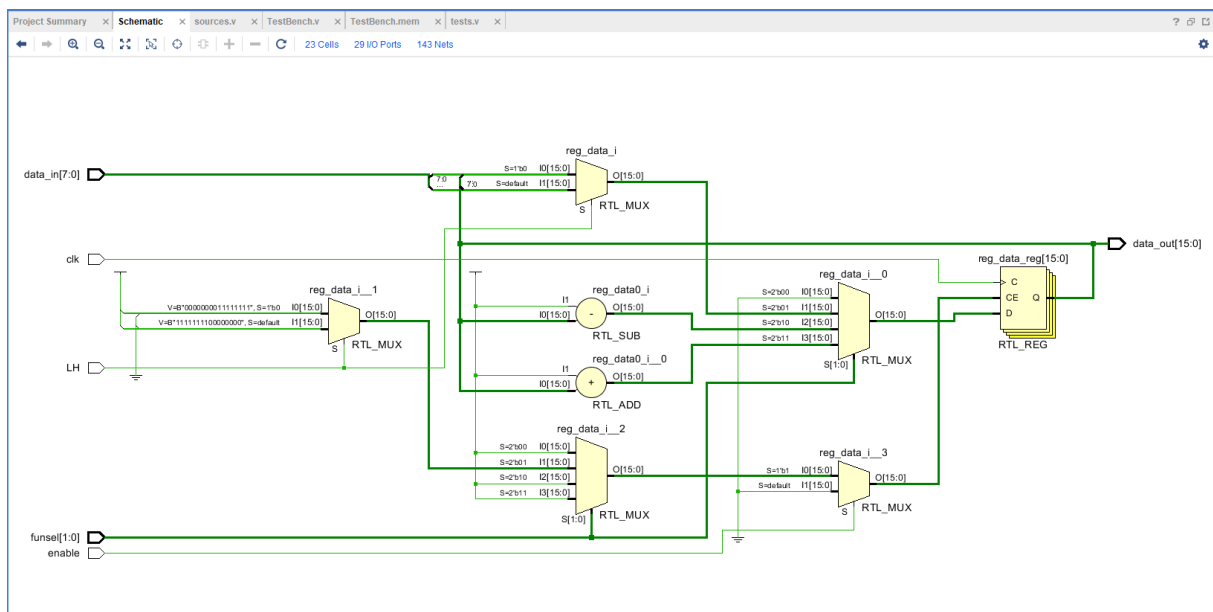 Project Summary × Schematic × sources.v × TestBench.v × TestBench.mem × tests.v × ?
23 Cells 29 I/O Ports 143 Nets
reg_data_i
data_in[7:0]
7:0
...
7:0
S=1'b0 I0[15:0]
S=default I1[15:0]
O[15:0]
S
RTL_MUX
data_out[15:0]
clk
reg_data_i__1
V=B"0000000011111111", S=1'b0 I0[15:0]
V=B"1111111100000000", S=default I1[15:0]
O[15:0]
S
RTL_MUX
LH
reg_data0_i
I1
I0[15:0]
-
O[15:0]
RTL_SUB
reg_data0_i__0
I1
I0[15:0]
+
O[15:0]
RTL_ADD
reg_data_i__0
S=2'b00 I0[15:0]
S=2'b01 I1[15:0]
S=2'b10 I2[15:0]
S=2'b11 I3[15:0]
O[15:0]
S[1:0]
RTL_MUX
reg_data_reg[15:0]
C
CE
D
Q
RTL_REG
reg_data_i__2
S=2'b00 I0[15:0]
S=2'b01 I1[15:0]
S=2'b10 I2[15:0]
S=2'b11 I3[15:0]
O[15:0]
S[1:0]
RTL_MUX
reg_data_i__3
S=1'b1 I0[15:0]
S=default I1[15:0]
O[15:0]
S
RTL_MUX
funsel[1:0]
enable